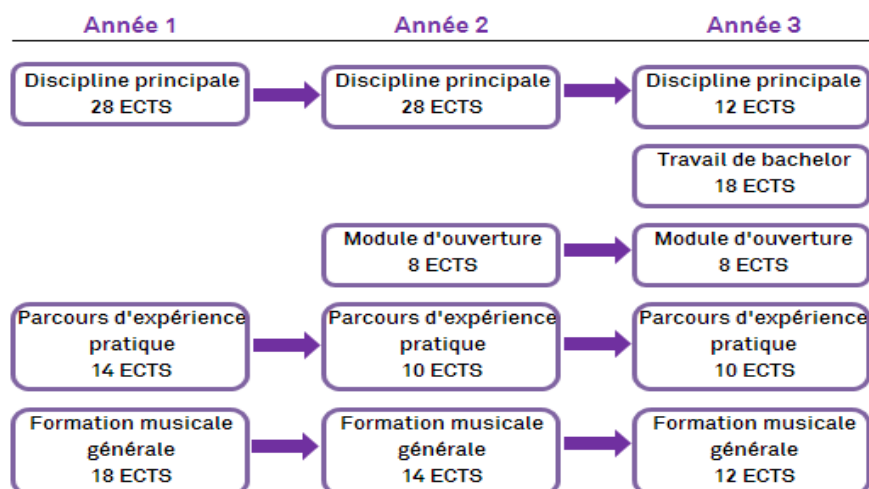 Année 1
Année 2
Année 3
Discipline principale
28 ECTS
Discipline principale
28 ECTS
Discipline principale
12 ECTS
Travail de bachelor
18 ECTS
Module d'ouverture
8 ECTS
Module d'ouverture
8 ECTS
Parcours d'expérience
pratique
14 ECTS
Parcours d'expérience
pratique
10 ECTS
Parcours d'expérience
pratique
10 ECTS
Formation musicale
générale
18 ECTS
Formation musicale
générale
14 ECTS
Formation musicale
générale
12 ECTS